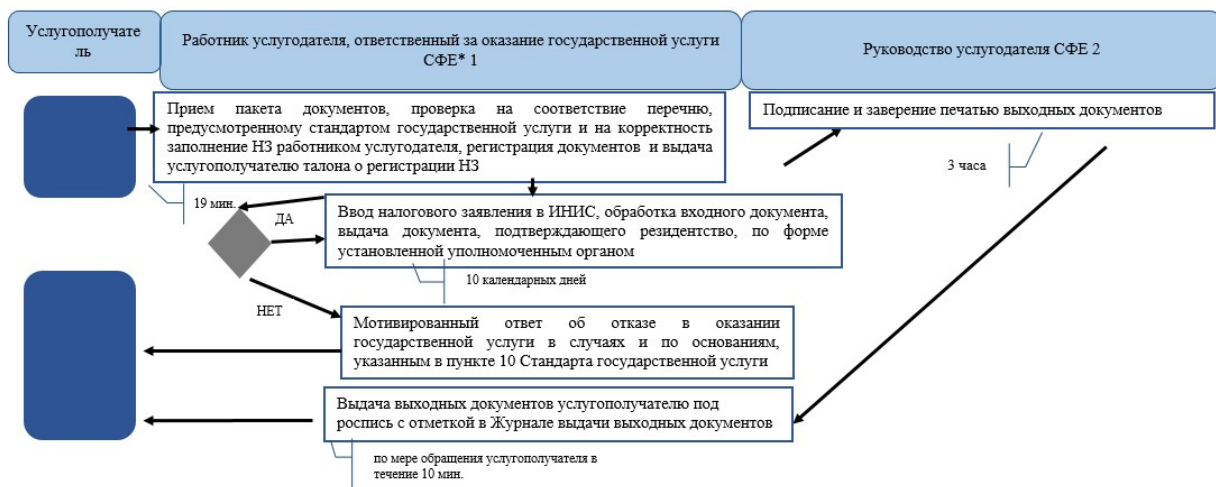 Услугополучате
ль
Работник услугодателя, ответственный за оказание государственной услуги
СФЕ* 1
Руководство услугодателя СФЕ 2
Прием пакета документов, проверка на соответствие перечню,
предусмотренному стандартом государственной услуги и на корректность
заполнение НЗ работником услугодателя, регистрация документов и выдача
услугополучателю талона о регистрации НЗ
Подписание и заверение печатью выходных документов
3 часа
19 мин.
ДА
Ввод налогового заявления в ИНИС, обработка входного документа,
выдача документа, подтверждающего резидентство, по форме
установленной уполномоченным органом
10 календарных дней
НЕТ
Мотивированный ответ об отказе в оказании
государственной услуги в случаях и по основаниям,
указанным в пункте 10 Стандарта государственной услуги
Выдача выходных документов услугополучателю под
роспись с отметкой в Журнале выдачи выходных документов
по мере обращения услугополучателя в
течение 10 мин.